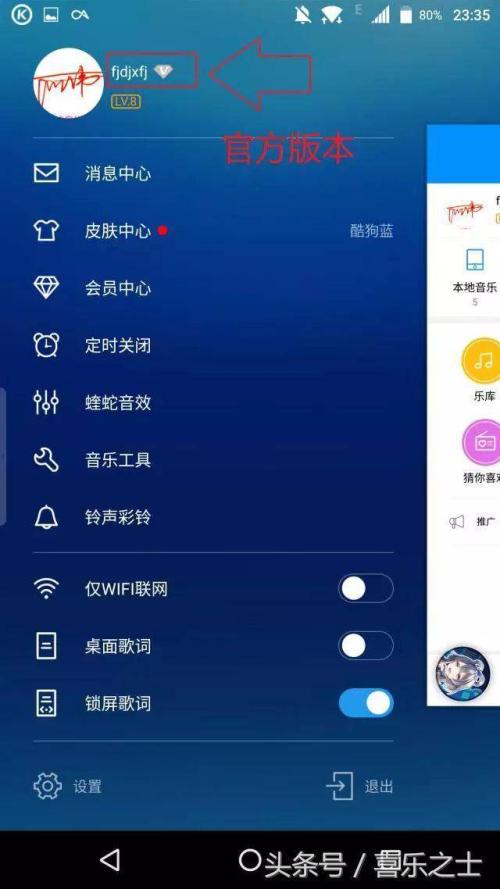 80% 23:35
fjdjxfj
LV.8
官方版本
消息中心
皮肤中心 酷狗蓝
会员中心
定时关闭
蝰蛇音效
音乐工具
铃声彩铃
仅WIFI联网
桌面歌词
锁屏歌词
设置 退出
本地音乐
5
乐库
猜你喜欢
推广
头条号 / 喜乐之士